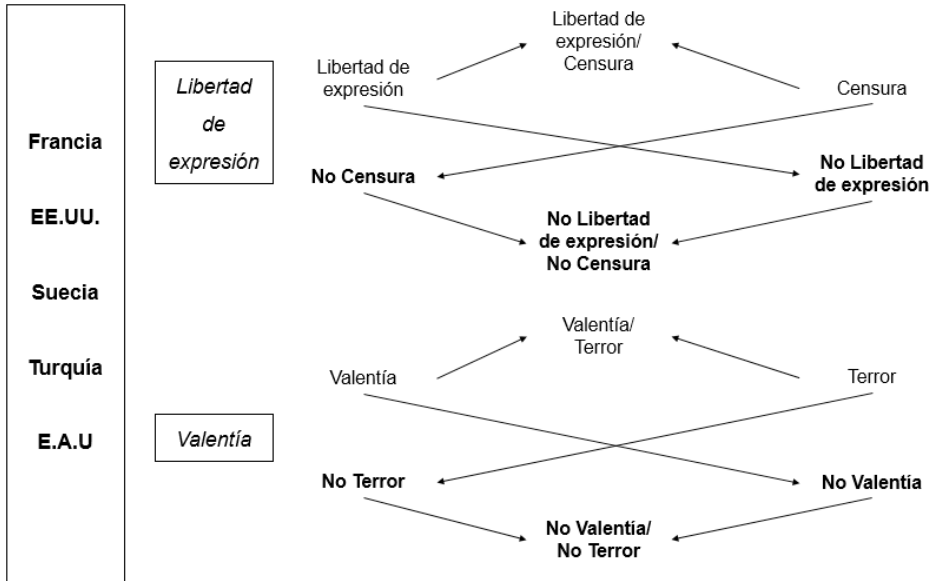 Francia
EE.UU.
Suecia
Turquía
E.A.U
Libertad
de
expresión
Libertad de
expresión/
Censura
Libertad de
expresión
Censura
No Censura
No Libertad
de expresión
No Libertad
de expresión/
No Censura
Valentía
Valentía/
Terror
Valentía
Terror
No Terror
No Valentía
No Valentía/
No Terror